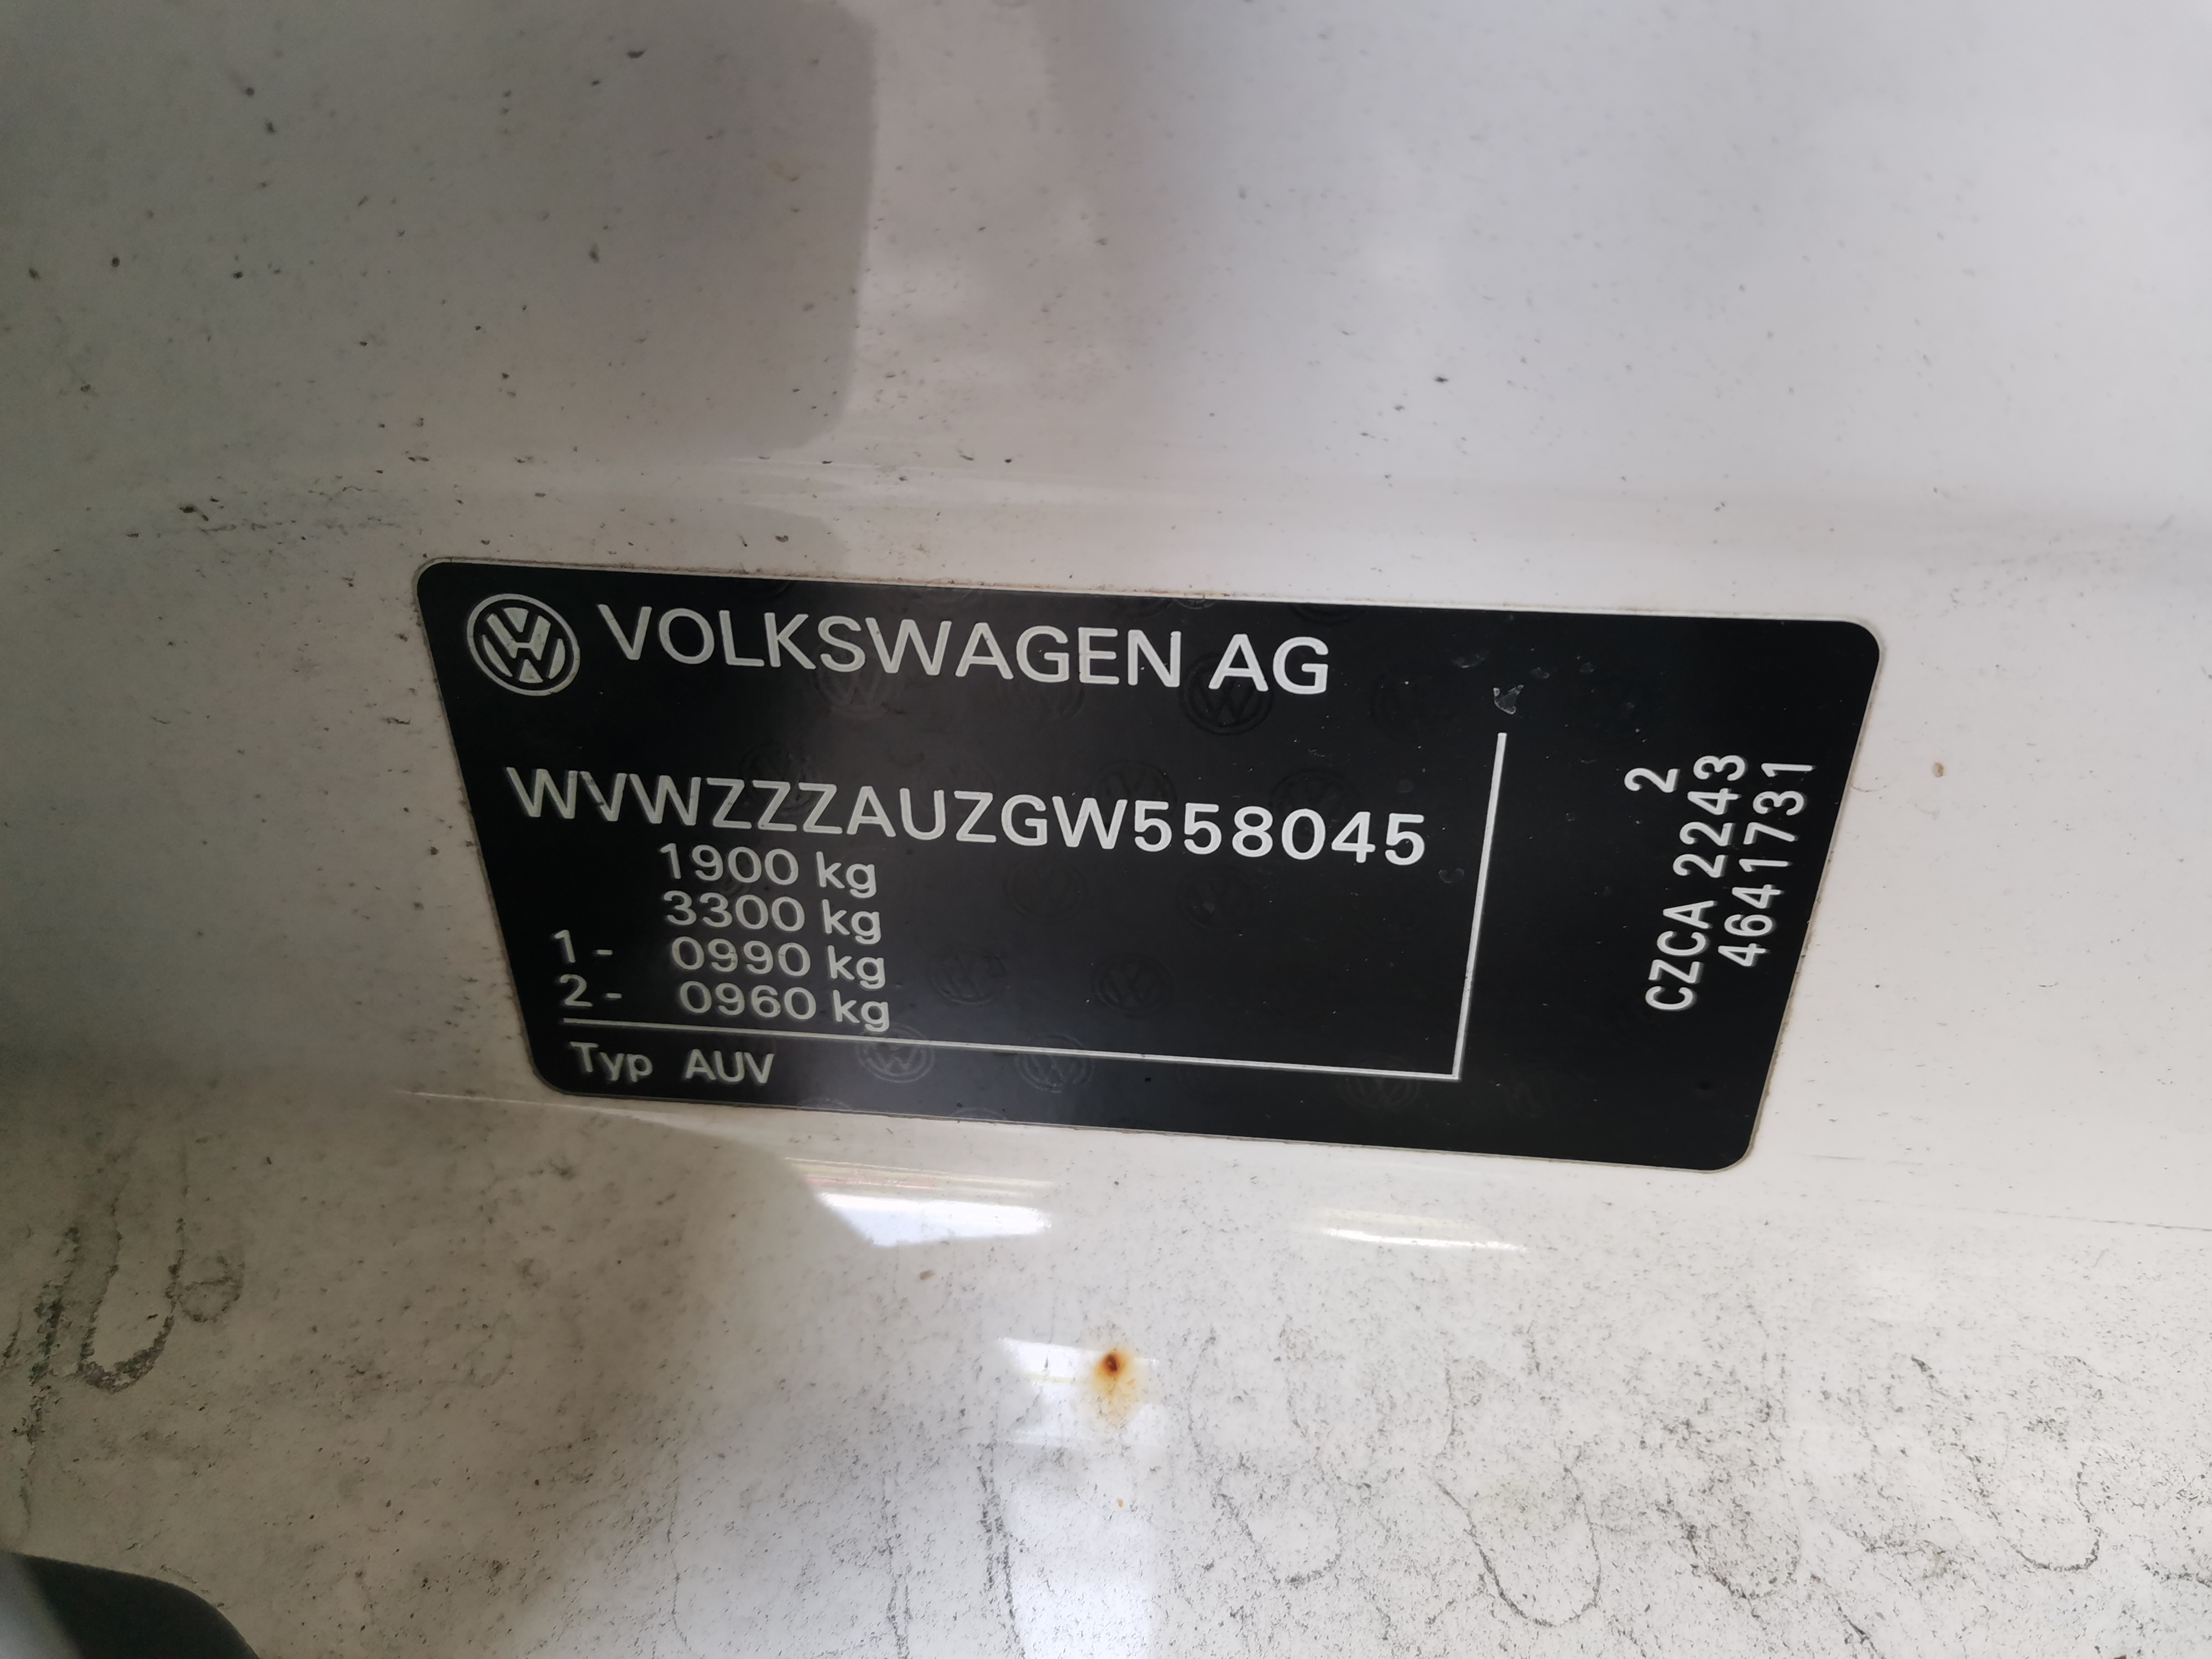 VOLKSWAGEN AG
WVWZZZAUZGW558045
1900 kg
3300 kg
1- 0990 kg
2- 0960 kg
Typ AUV
2
CZCA 2243
4641731